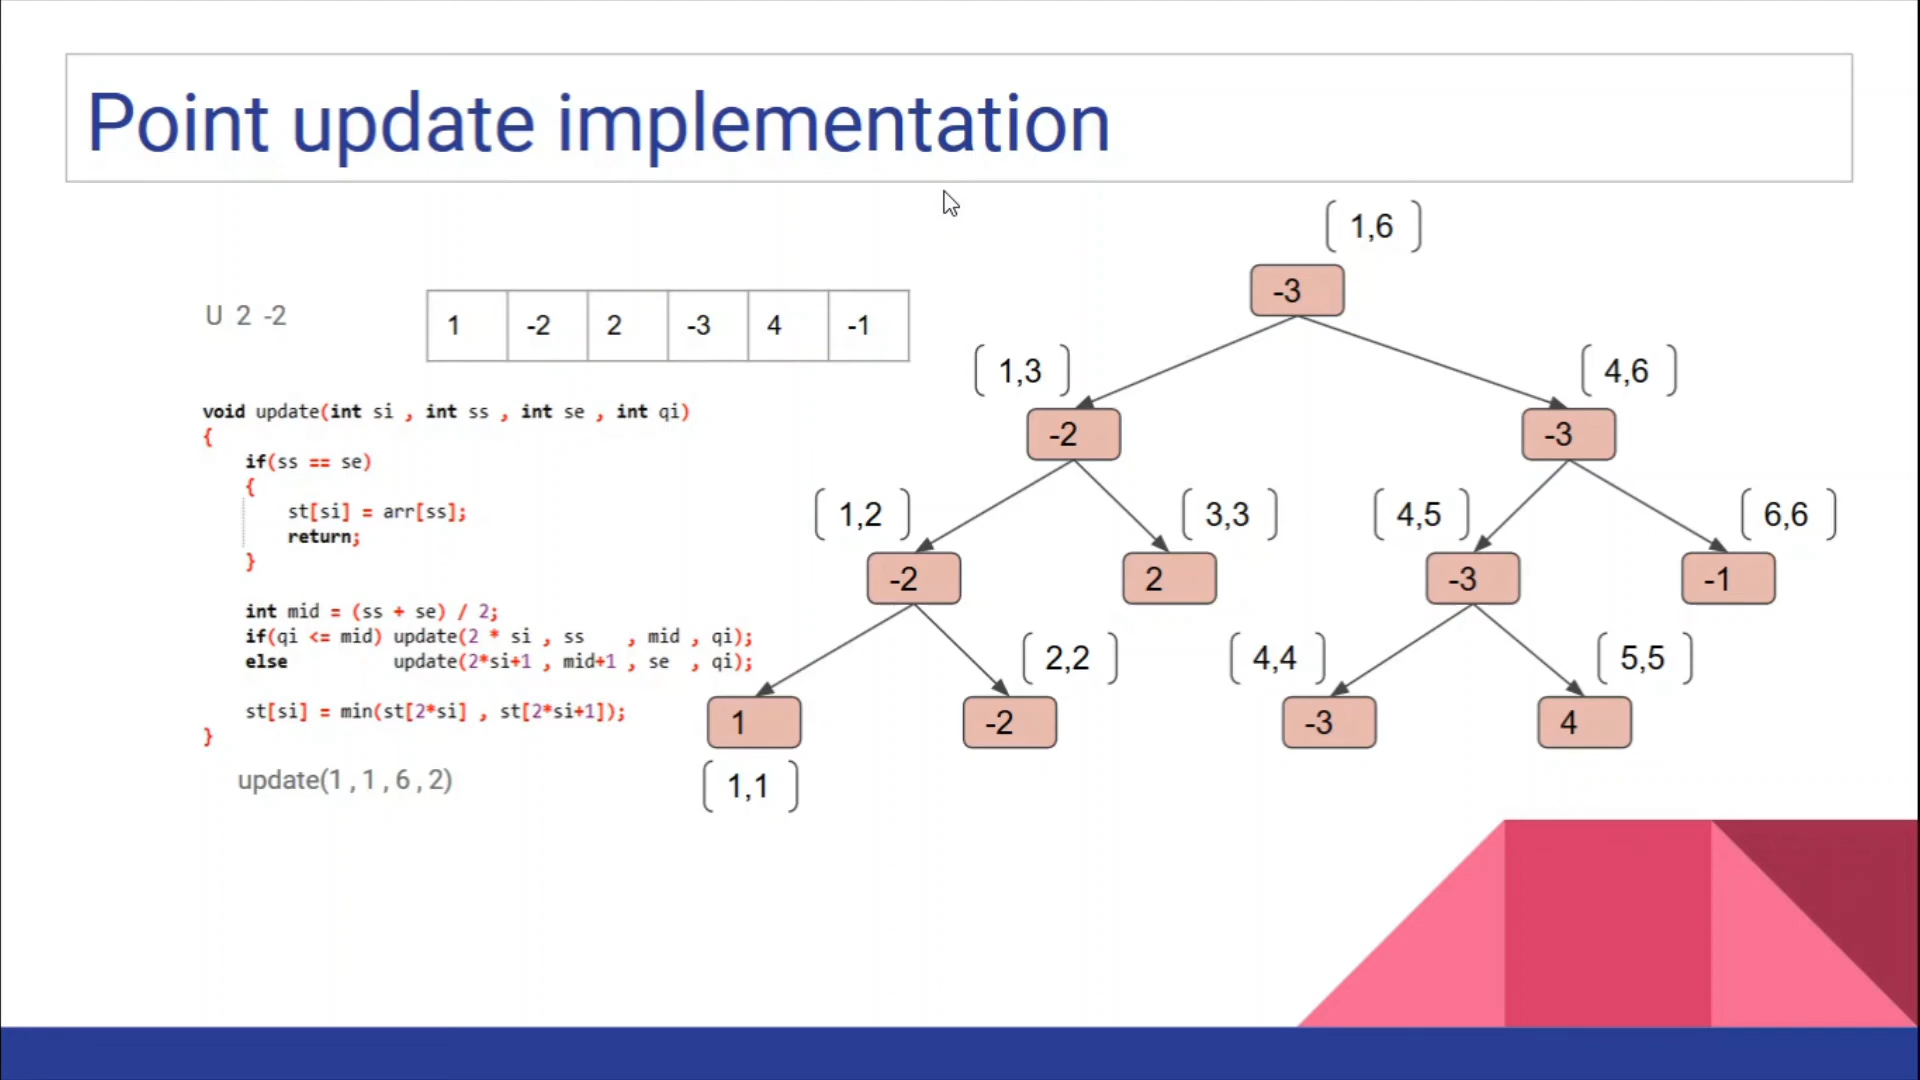 Point update implementation
U 2 -2
1 -2 2 -3 4 -1
void update(int si , int ss , int se , int qi)
{
if(ss == se)
{
st[si] = arr[ss];
return;
}
int mid = (ss + se) / 2;
if(qi <= mid) update(2 * si , ss , mid , qi);
else update(2*si+1 , mid+1 , se , qi);
st[si] = min(st[2*si] , st[2*si+1]);
}
update(1 , 1 , 6 , 2)
1,6
-3
1,3
4,6
-2
-3
1,2
3,3
4,5
6,6
-2
2
-3
-1
2,2
4,4
5,5
1
-2
-3
4
1,1